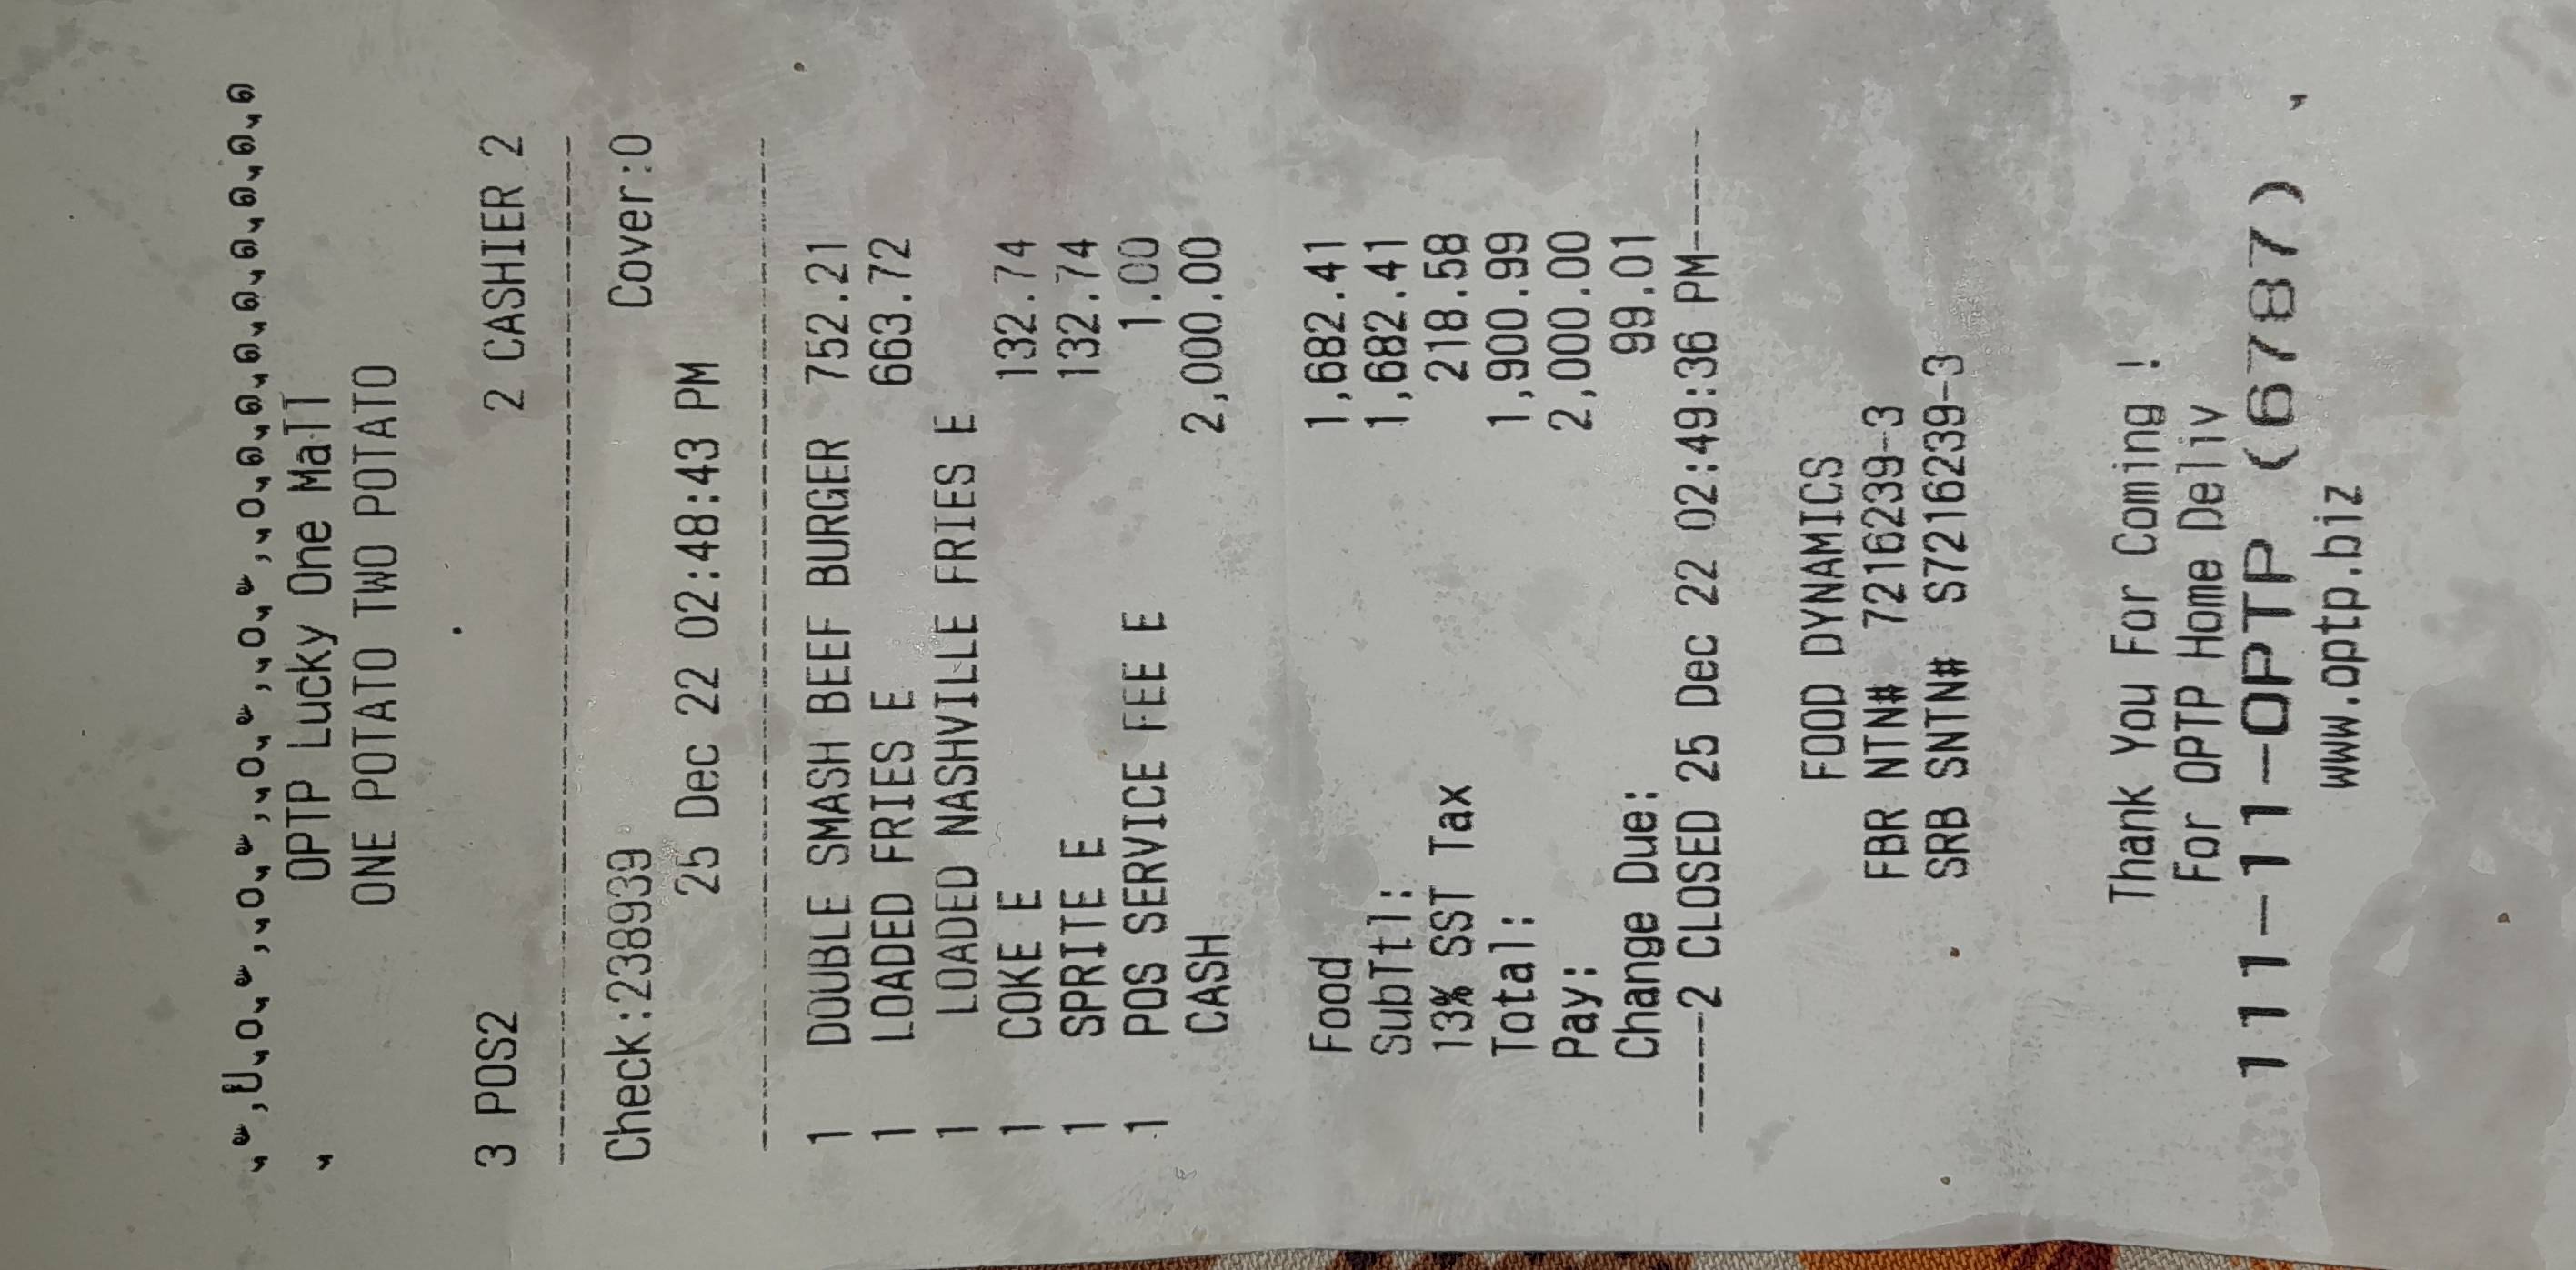 OPTP Lucky One Mall
ONE POTATO TWO POTATO
3 POS2 2 CASHIER 2
Check:238939 Cover:0
25 Dec 22 02:48:43 PM
1 DOUBLE SMASH BEEF BURGER 752.21
1 LOADED FRIES E 663.72
1 LOADED NASHVILLE FRIES E
1 COKE E 132.74
1 SPRITE E 132.74
1 POS SERVICE FEE E 1.00
CASH 2,000.00
Food 1,682.41
SubTtl: 1,682.41
13% SST Tax 218.58
Total: 1,900.99
Pay: 2,000.00
Change Due: 99.01
-----2 CLOSED 25 Dec 22 02:49:36 PM-----
FOOD DYNAMICS
FBR NTN# 7216239-3
SRB SNTN# S7216239-3
Thank You For Coming !
For OPTP Home Deliv
111-11-OPTP (6787)
www.optp.biz